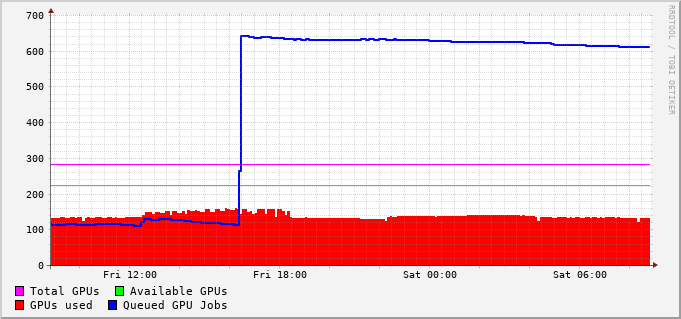 700
600
500
400
300
200
100
0
Fri 12:00 Fri 18:00 Sat 00:00 Sat 06:00
Total GPUs Available GPUs
GPUs used Queued GPU Jobs
RRDTOOL / TOBI OETIKER